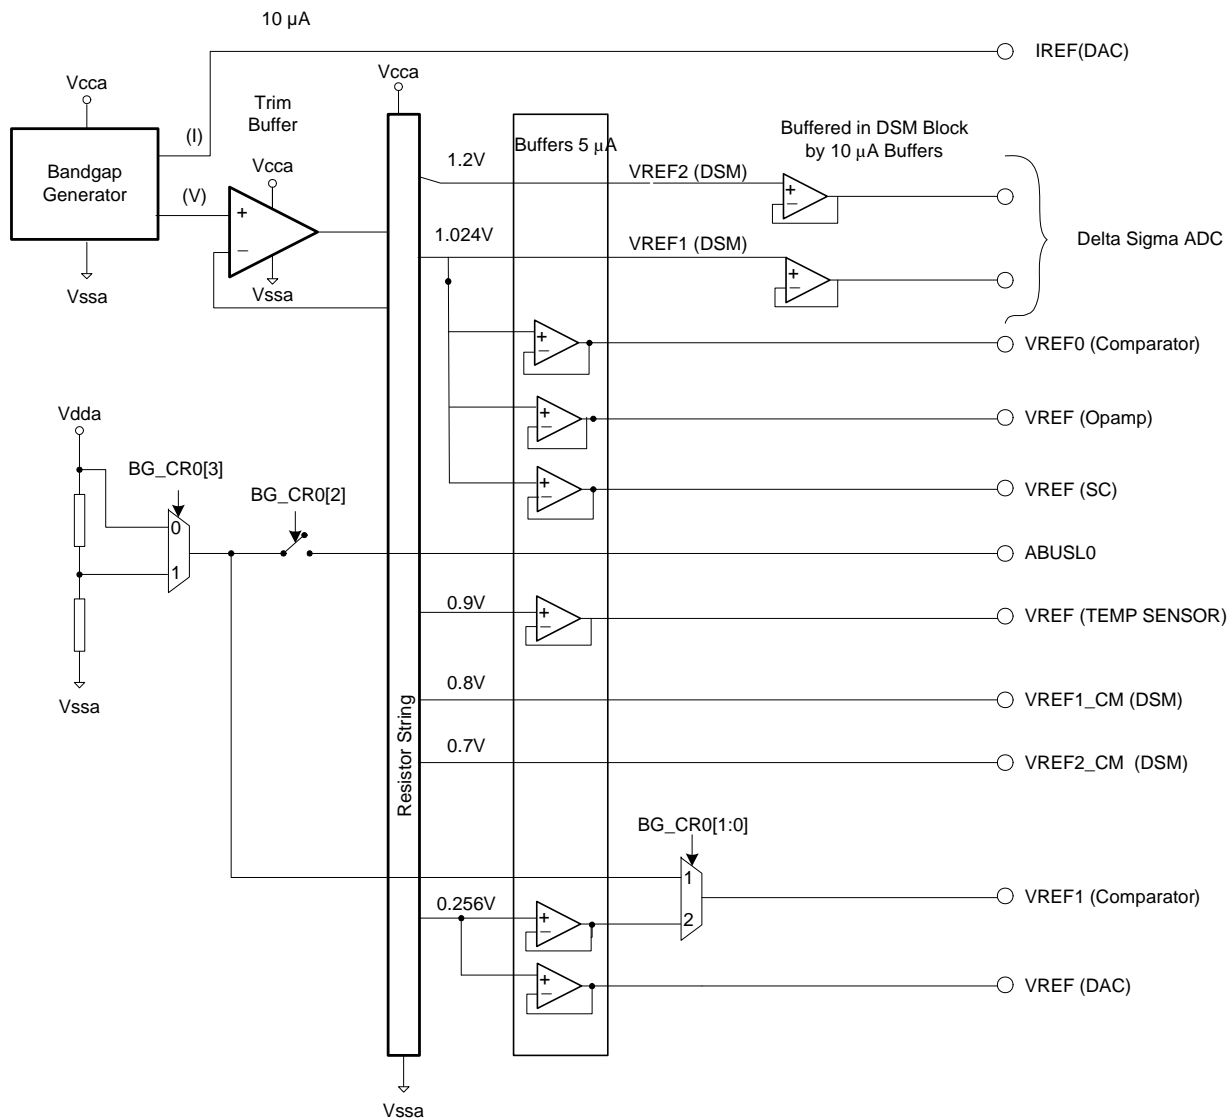 10 µA
IREF(DAC)
Vcca
Vcca
Trim
Buffer
(I)
Buffers 5 µA
Buffered in DSM Block
by 10 µA Buffers
Bandgap
Generator
Vcca
1.2V
VREF2 (DSM)
+
−
(V)
+
−
1.024V
VREF1 (DSM)
+
−
Delta Sigma ADC
Vssa
Vssa
+
−
VREF0 (Comparator)
Vdda
+
−
VREF (Opamp)
BG_CR0[3]
BG_CR0[2]
+
−
VREF (SC)
0
1
ABUSL0
0.9V
+
−
VREF (TEMP SENSOR)
Vssa
0.8V
VREF1_CM (DSM)
Resistor String
0.7V
VREF2_CM (DSM)
BG_CR0[1:0]
1
2
VREF1 (Comparator)
0.256V
+
−
+
−
VREF (DAC)
Vssa